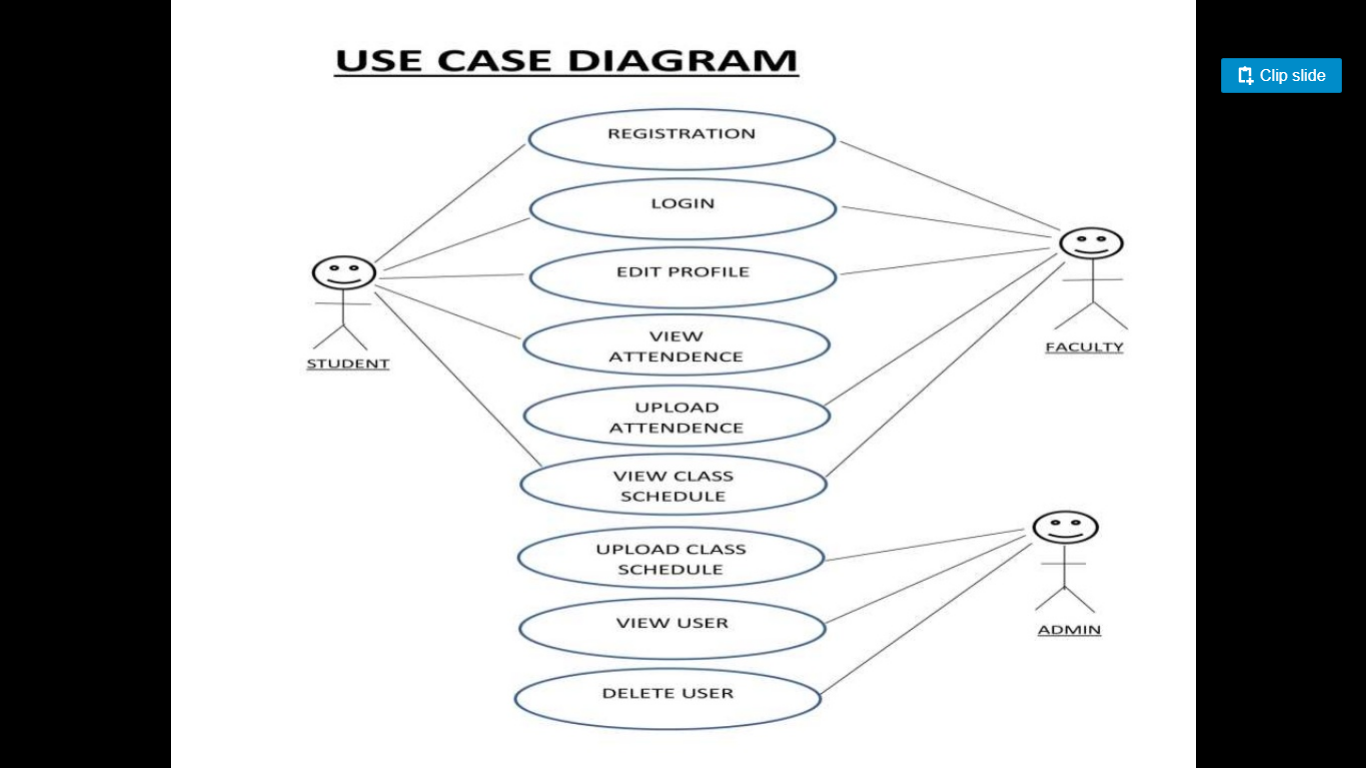 USE CASE DIAGRAM
Clip slide
REGISTRATION
LOGIN
EDIT PROFILE
VIEW
ATTENDENCE
STUDENT
FACULTY
UPLOAD
ATTENDENCE
VIEW CLASS
SCHEDULE
UPLOAD CLASS
SCHEDULE
VIEW USER
ADMIN
DELETE USER